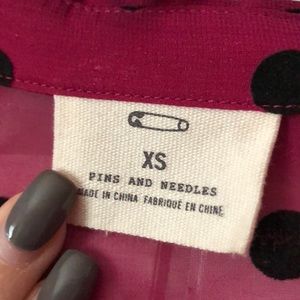 XS
PINS AND NEEDLES
MADE IN CHINA FABRIQUÉ EN CHINE